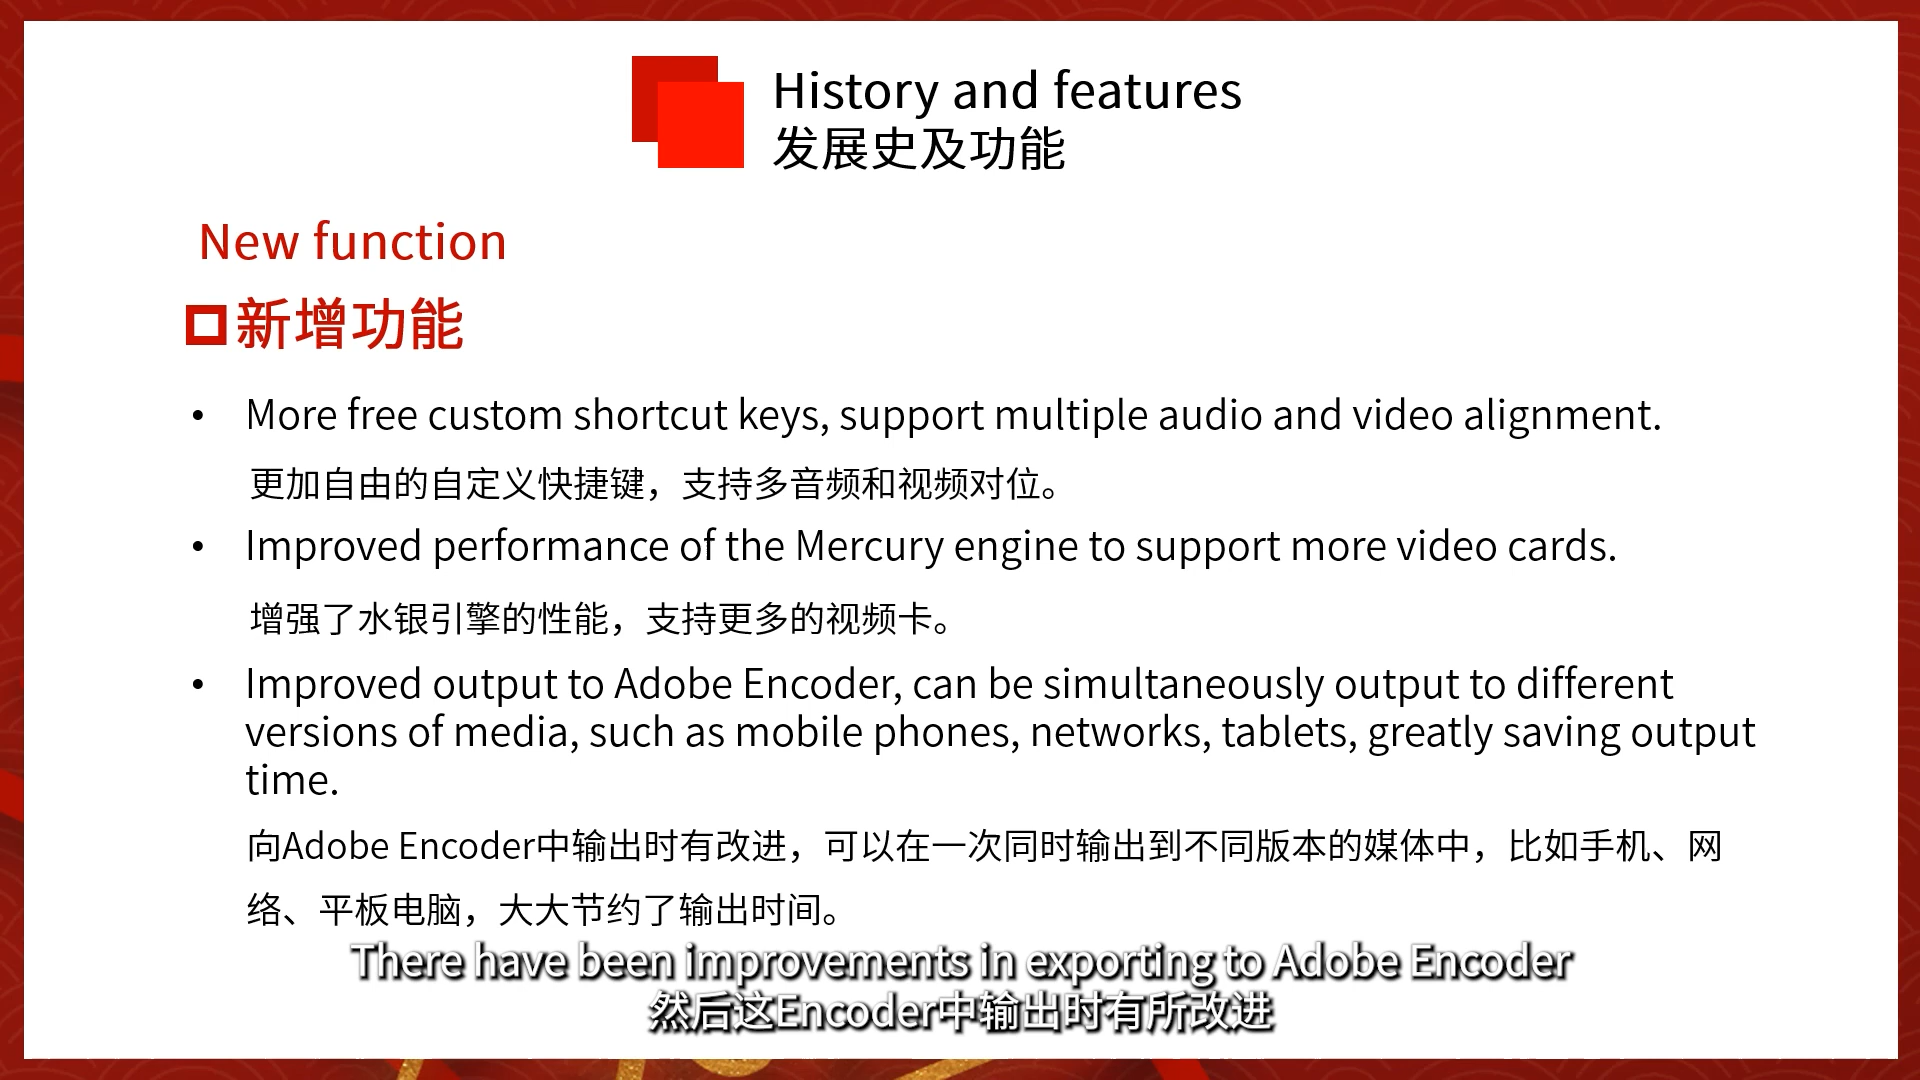 History and features
发展史及功能
New function
新增功能
• More free custom shortcut keys, support multiple audio and video alignment.
更加自由的自定义快捷键，支持多音频和视频对位。
• Improved performance of the Mercury engine to support more video cards.
增强了水银引擎的性能，支持更多的视频卡。
• Improved output to Adobe Encoder, can be simultaneously output to different
versions of media, such as mobile phones, networks, tablets, greatly saving output
time.
向Adobe Encoder中输出时有改进，可以在一次同时输出到不同版本的媒体中，比如手机、网
络、平板电脑，大大节约了输出时间。
There have been improvements in exporting to Adobe Encoder
然后这Encoder中输出时有所改进